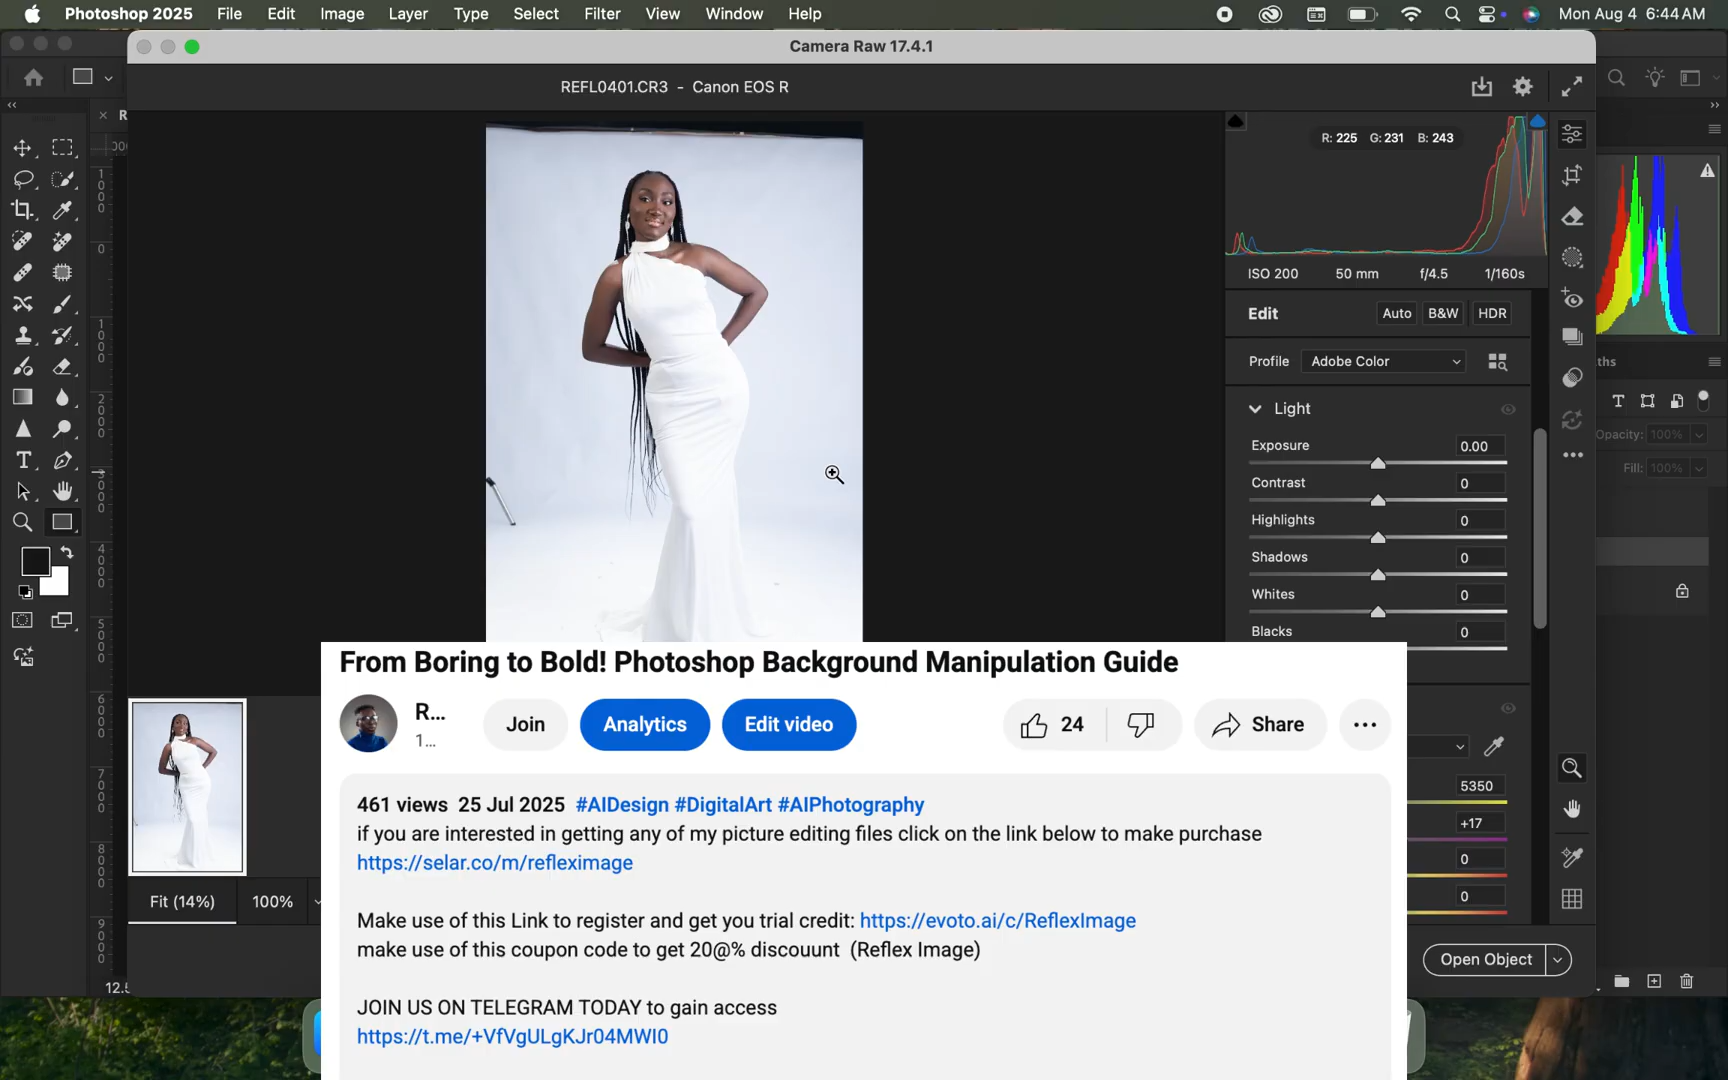 Photoshop 2025 File Edit Image Layer Type Select Filter View Window Help Mon Aug 4 6:44 AM
Camera Raw 17.4.1
REFL0401.CR3 - Canon EOS R
R: 225 G: 231 B: 243
ISO 200 50 mm f/4.5 1/160s
Edit Auto B&W HDR
Profile Adobe Color
Light
Exposure 0.00
Contrast 0
Highlights 0
Shadows 0
Whites 0
Blacks 0
Opacity: 100%
Fill: 100%
5350
+17
0
0
Fit (14%) 100%
Open Object
From Boring to Bold! Photoshop Background Manipulation Guide
R...
1...
Join Analytics Edit video 24 Share
461 views 25 Jul 2025 #AIDesign #DigitalArt #AIPhotography
if you are interested in getting any of my picture editing files click on the link below to make purchase
https://selar.co/m/refleximage
Make use of this Link to register and get you trial credit: https://evoto.ai/c/ReflexImage
make use of this coupon code to get 20@% discouunt (Reflex Image)
JOIN US ON TELEGRAM TODAY to gain access
https://t.me/+VfVgULgKJr04MWI0